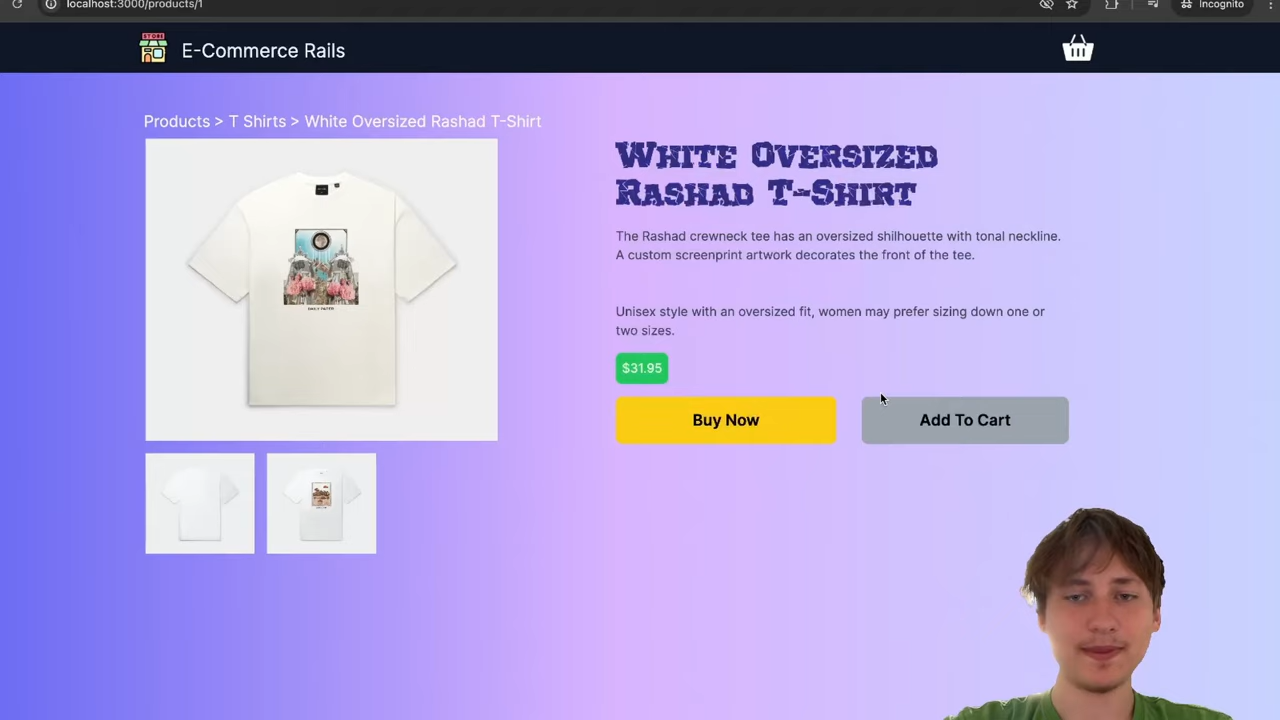 localhost:3000/products/1
Incognito
STORE
E-Commerce Rails
Products > T Shirts > White Oversized Rashad T-Shirt
White Oversized
Rashad T-Shirt
The Rashad crewneck tee has an oversized shilhouette with tonal neckline.
A custom screenprint artwork decorates the front of the tee.
Unisex style with an oversized fit, women may prefer sizing down one or
two sizes.
$31.95
Buy Now
Add To Cart
DAILY PAPER